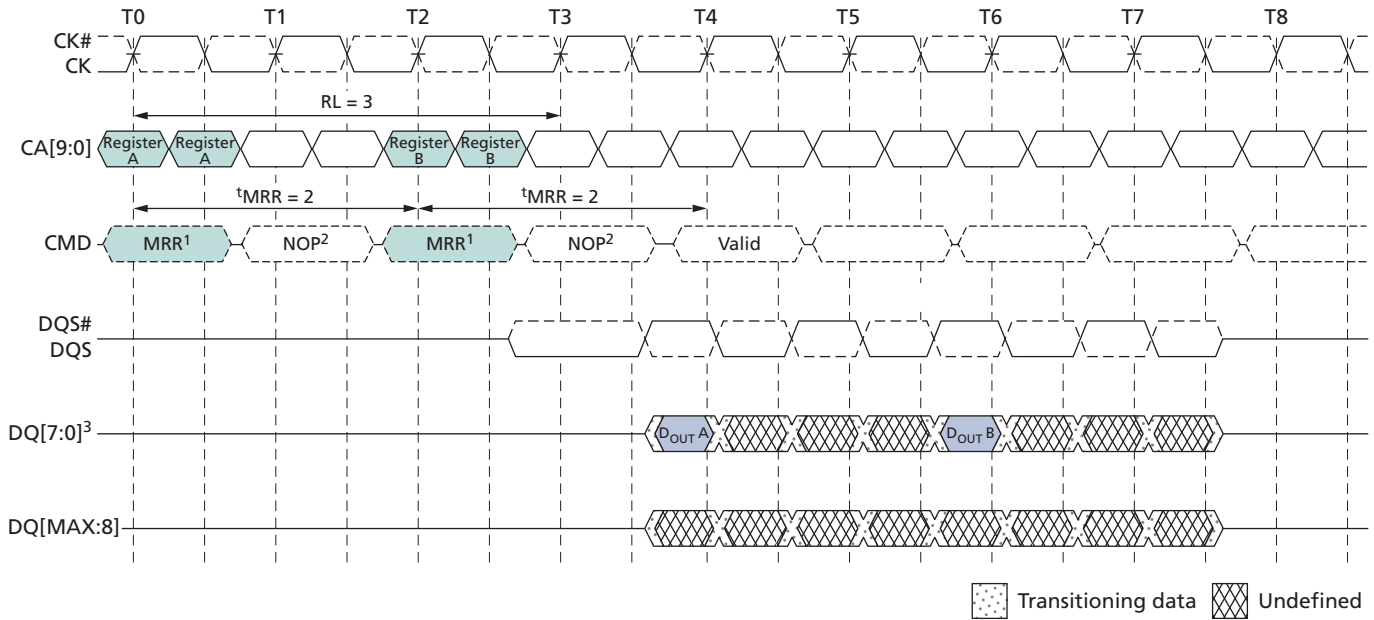 T0 T1 T2 T3 T4 T5 T6 T7 T8
CK#
CK
RL = 3
CA[9:0] Register A Register A Register B Register B
tMRR = 2 tMRR = 2
CMD MRR1 NOP2 MRR1 NOP2 Valid
DQS#
DQS
DQ[7:0]3 DOUT A DOUT B
DQ[MAX:8]
Transitioning data Undefined